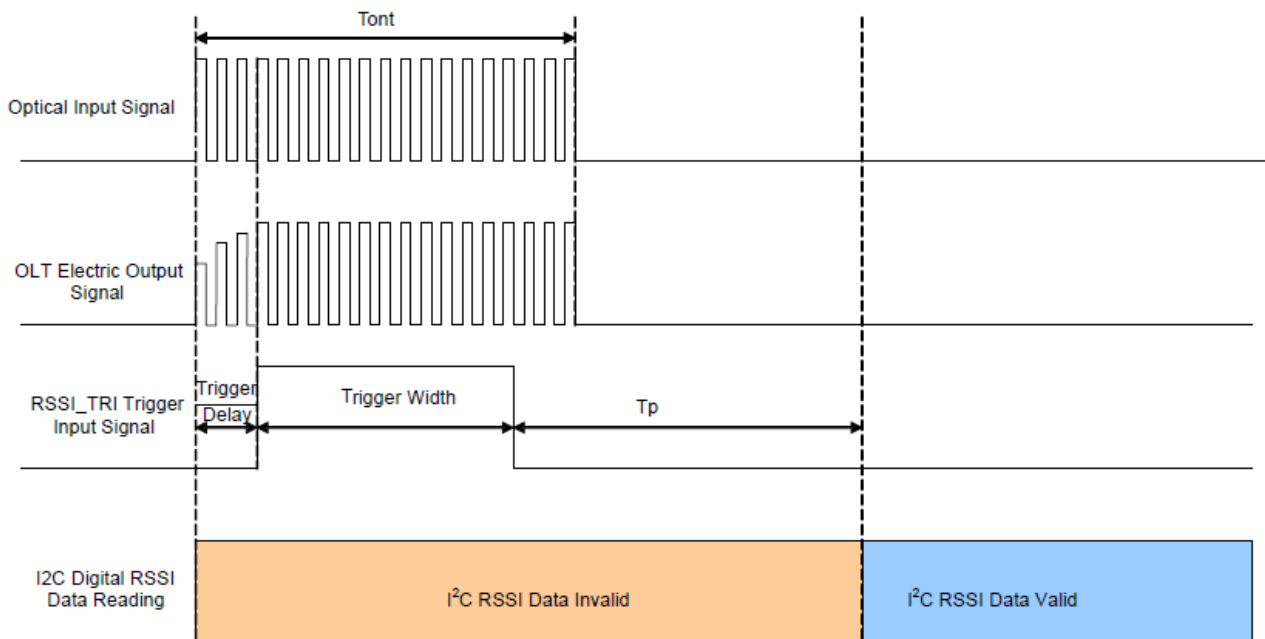 Tont
Optical Input Signal
OLT Electric Output
Signal
Trigger
Delay
Trigger Width
Tp
RSSI_TRI Trigger
Input Signal
I2C Digital RSSI
Data Reading
I²C RSSI Data Invalid
I²C RSSI Data Valid